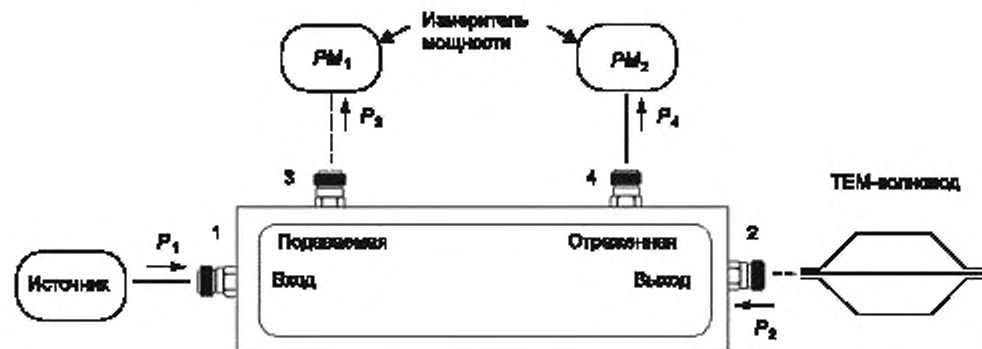 Измеритель
мощности
PM1
PM2
P3
P4
3
4
ТЕМ-волновод
1
2
P1
Подаваемая
Отраженная
Источник
Вход
Выход
P2